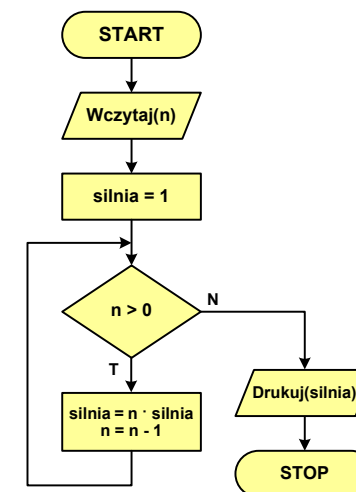 START
Wczytaj(n)
silnia = 1
n > 0
N
T
silnia = n · silnia
n = n - 1
Drukuj(silnia)
STOP